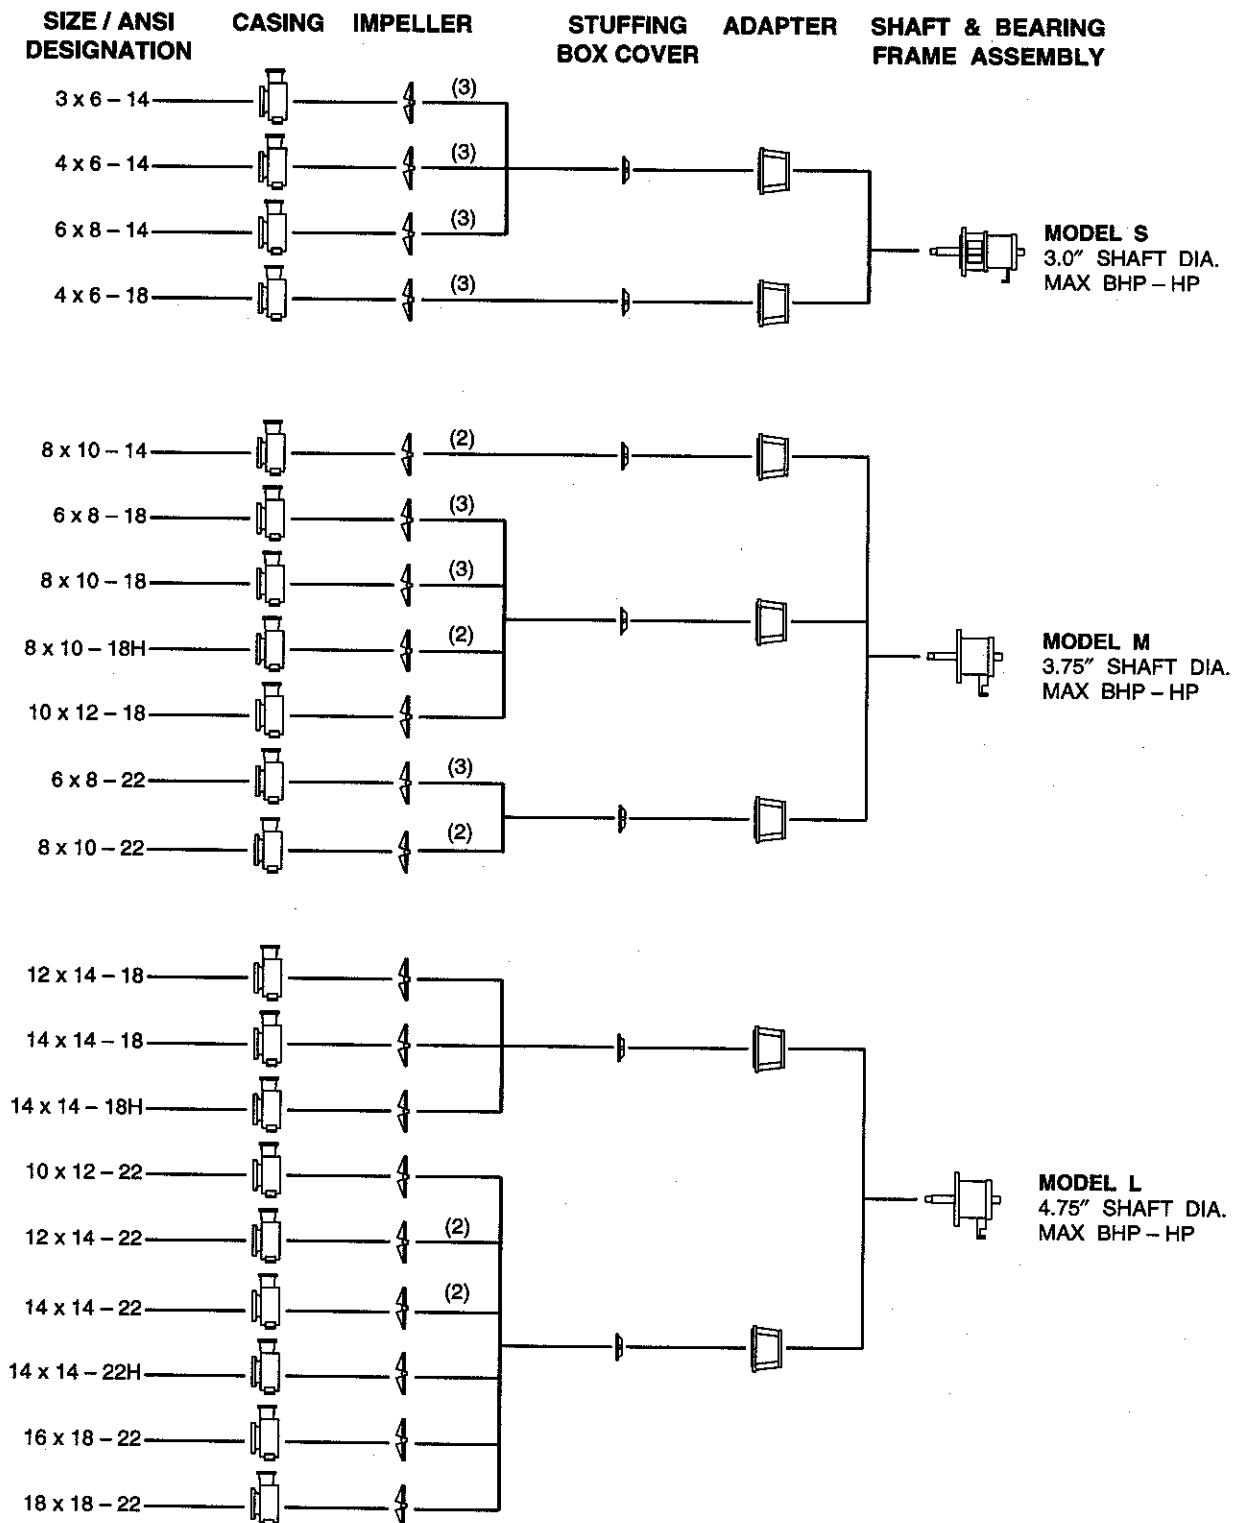 SIZE / ANSI DESIGNATION CASING IMPELLER STUFFING BOX COVER ADAPTER SHAFT & BEARING FRAME ASSEMBLY
3 x 6 – 14 (3)
4 x 6 – 14 (3)
6 x 8 – 14 (3)
4 x 6 – 18 (3)
MODEL S
3.0″ SHAFT DIA.
MAX BHP – HP
8 x 10 – 14 (2)
6 x 8 – 18 (3)
8 x 10 – 18 (3)
8 x 10 – 18H (2)
10 x 12 – 18
6 x 8 – 22 (3)
8 x 10 – 22 (2)
MODEL M
3.75″ SHAFT DIA.
MAX BHP – HP
12 x 14 – 18
14 x 14 – 18
14 x 14 – 18H
10 x 12 – 22
12 x 14 – 22 (2)
14 x 14 – 22 (2)
14 x 14 – 22H
16 x 18 – 22
18 x 18 – 22
MODEL L
4.75″ SHAFT DIA.
MAX BHP – HP